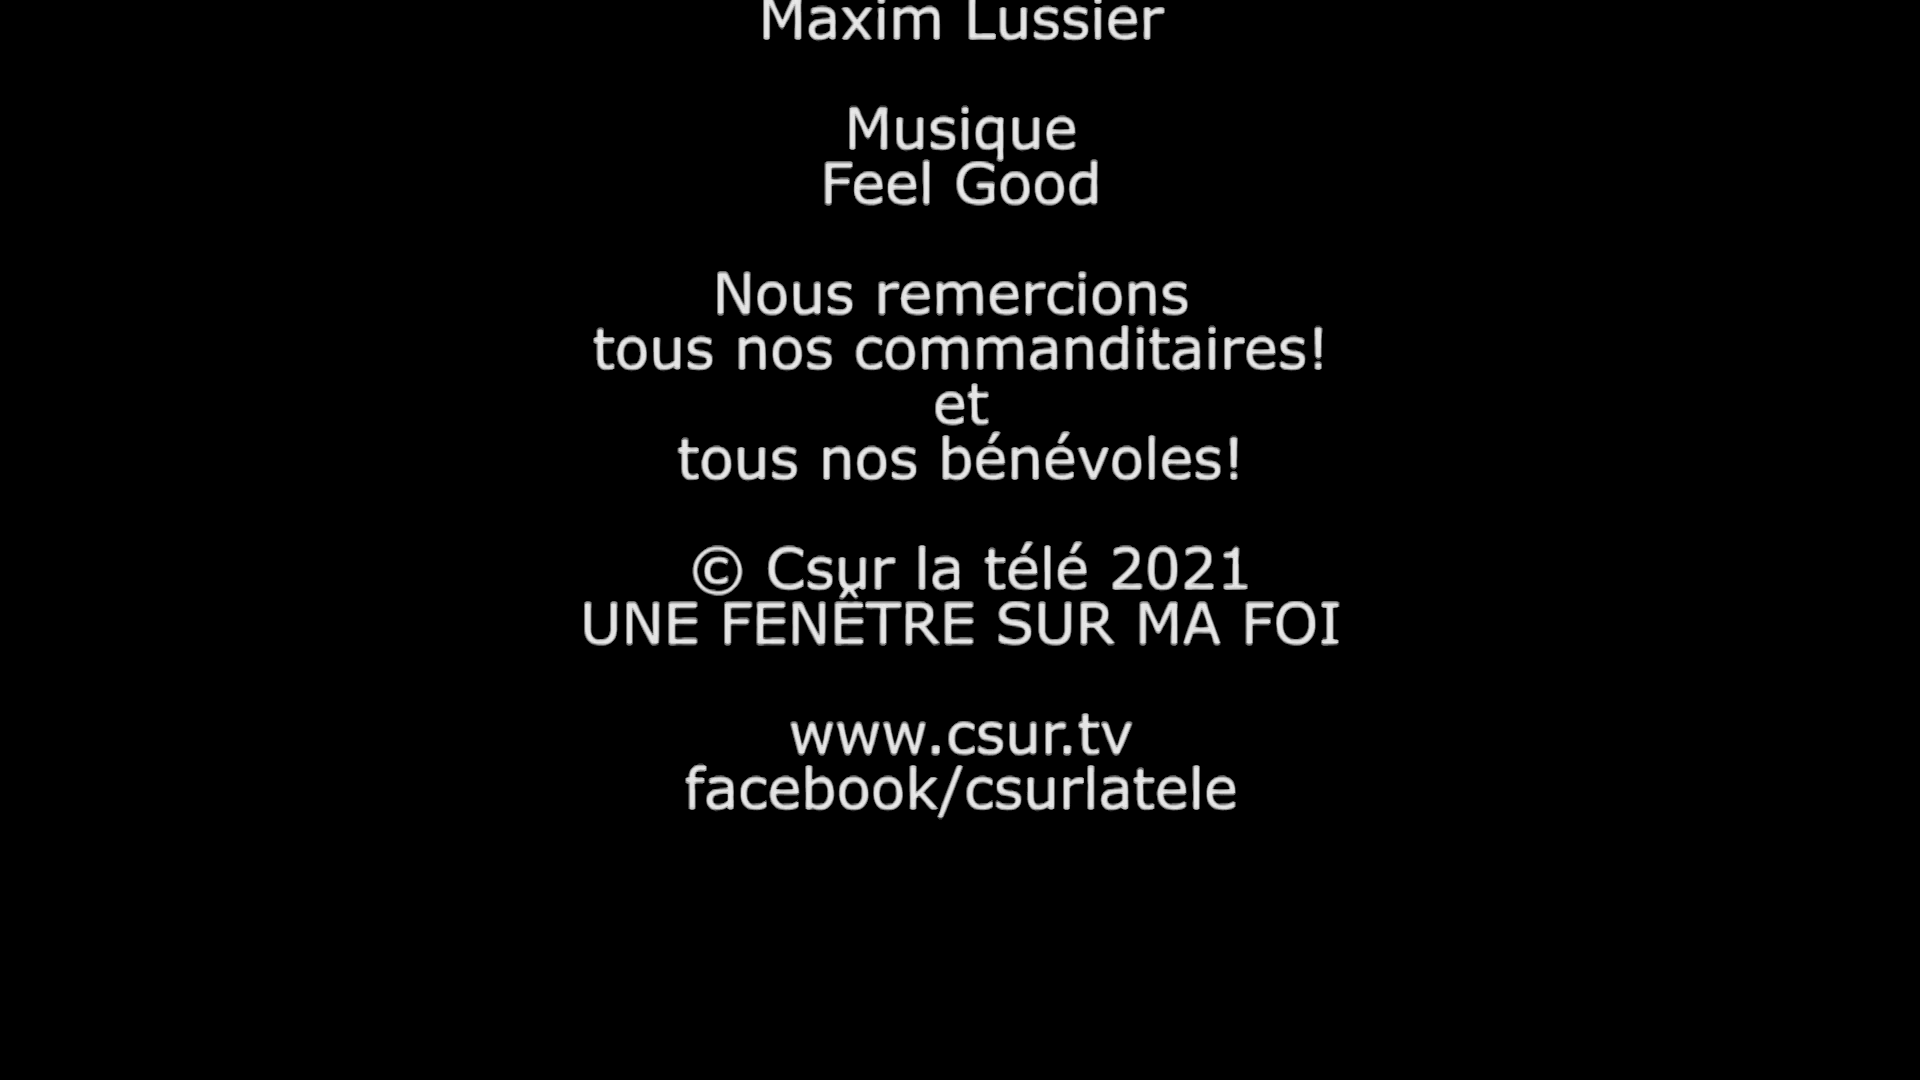 Maxim Lussier
Musique
Feel Good
Nous remercions
tous nos commanditaires!
et
tous nos bénévoles!
© Csur la télé 2021
UNE FENÊTRE SUR MA FOI
www.csur.tv
facebook/csurlatele